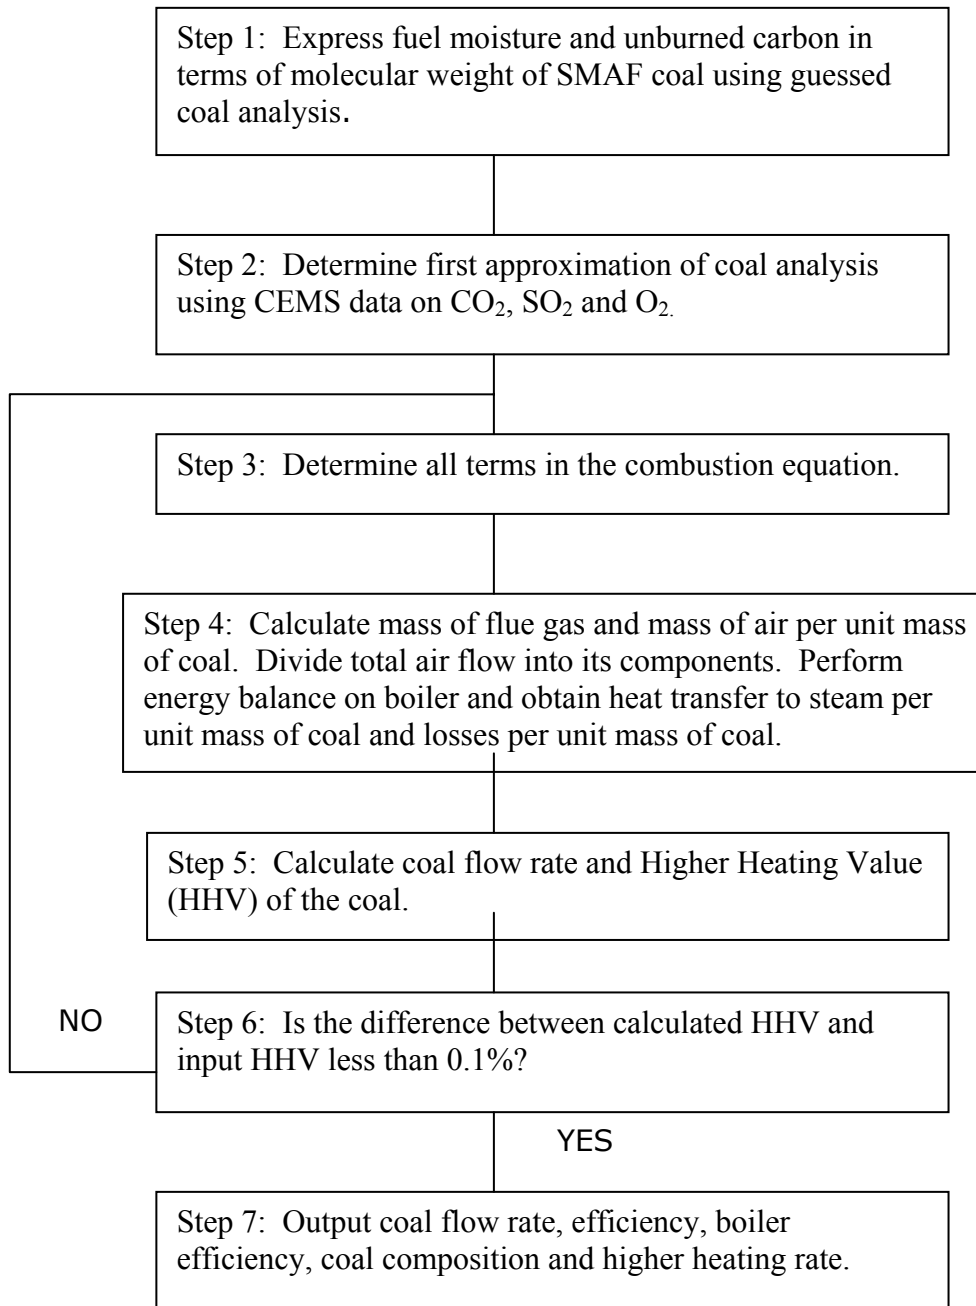 Step 1: Express fuel moisture and unburned carbon in
terms of molecular weight of SMAF coal using guessed
coal analysis.
Step 2: Determine first approximation of coal analysis
using CEMS data on CO₂, SO₂ and O₂.
Step 3: Determine all terms in the combustion equation.
Step 4: Calculate mass of flue gas and mass of air per unit mass
of coal. Divide total air flow into its components. Perform
energy balance on boiler and obtain heat transfer to steam per
unit mass of coal and losses per unit mass of coal.
Step 5: Calculate coal flow rate and Higher Heating Value
(HHV) of the coal.
NO
Step 6: Is the difference between calculated HHV and
input HHV less than 0.1%?
YES
Step 7: Output coal flow rate, efficiency, boiler
efficiency, coal composition and higher heating rate.